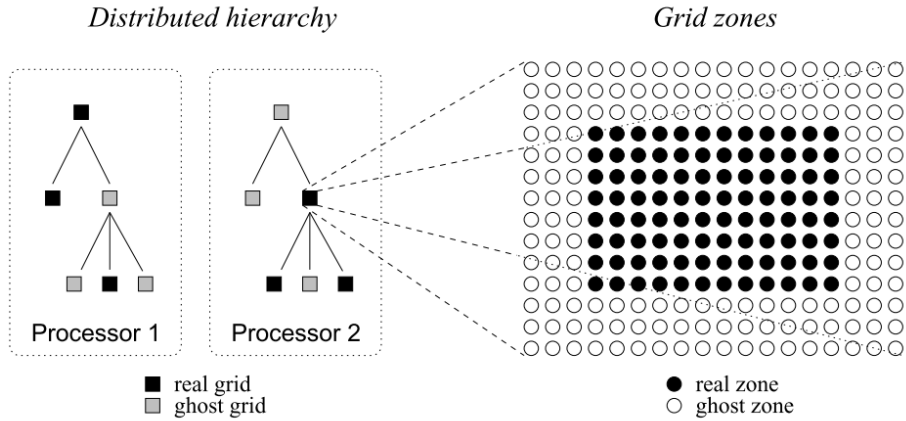 Distributed hierarchy
Grid zones
Processor 1
Processor 2
real grid
ghost grid
real zone
ghost zone